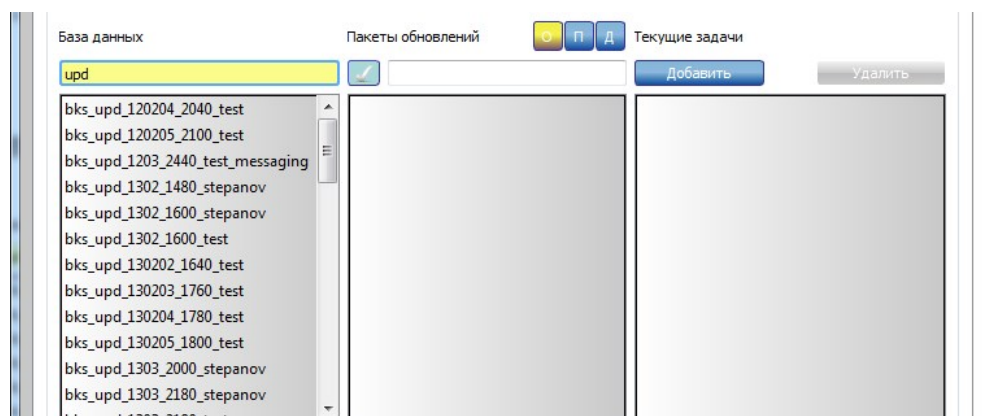 База данных
Пакеты обновлений
О П Д
Текущие задачи
upd
Добавить
Удалить
bks_upd_120204_2040_test
bks_upd_120205_2100_test
bks_upd_1203_2440_test_messaging
bks_upd_1302_1480_stepanov
bks_upd_1302_1600_stepanov
bks_upd_1302_1600_test
bks_upd_130202_1640_test
bks_upd_130203_1760_test
bks_upd_130204_1780_test
bks_upd_130205_1800_test
bks_upd_1303_2000_stepanov
bks_upd_1303_2180_stepanov